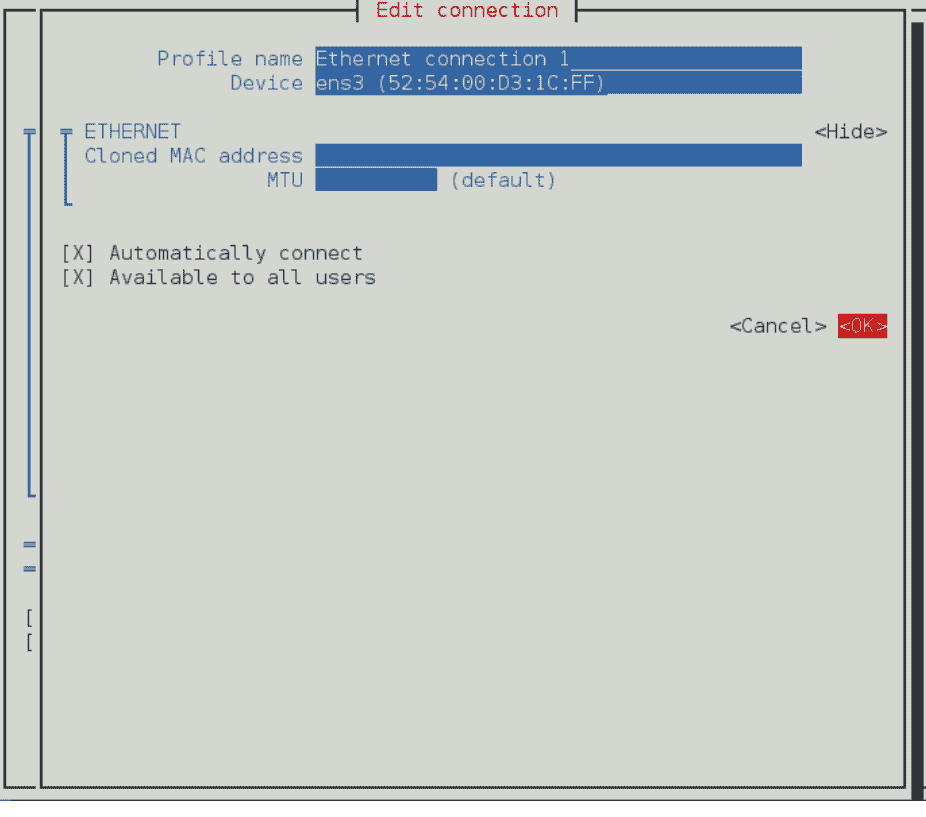 Edit connection
Profile name Ethernet connection 1
Device ens3 (52:54:00:D3:1C:FF)
ETHERNET <Hide>
Cloned MAC address
MTU (default)
[X] Automatically connect
[X] Available to all users
<Cancel> <OK>
[
[